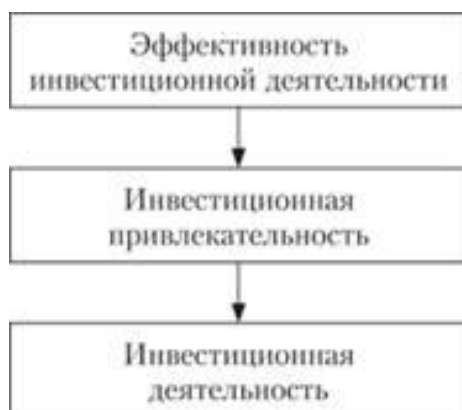 Эффективность
инвестиционной деятельности
Инвестиционная
привлекательность
Инвестиционная
деятельность